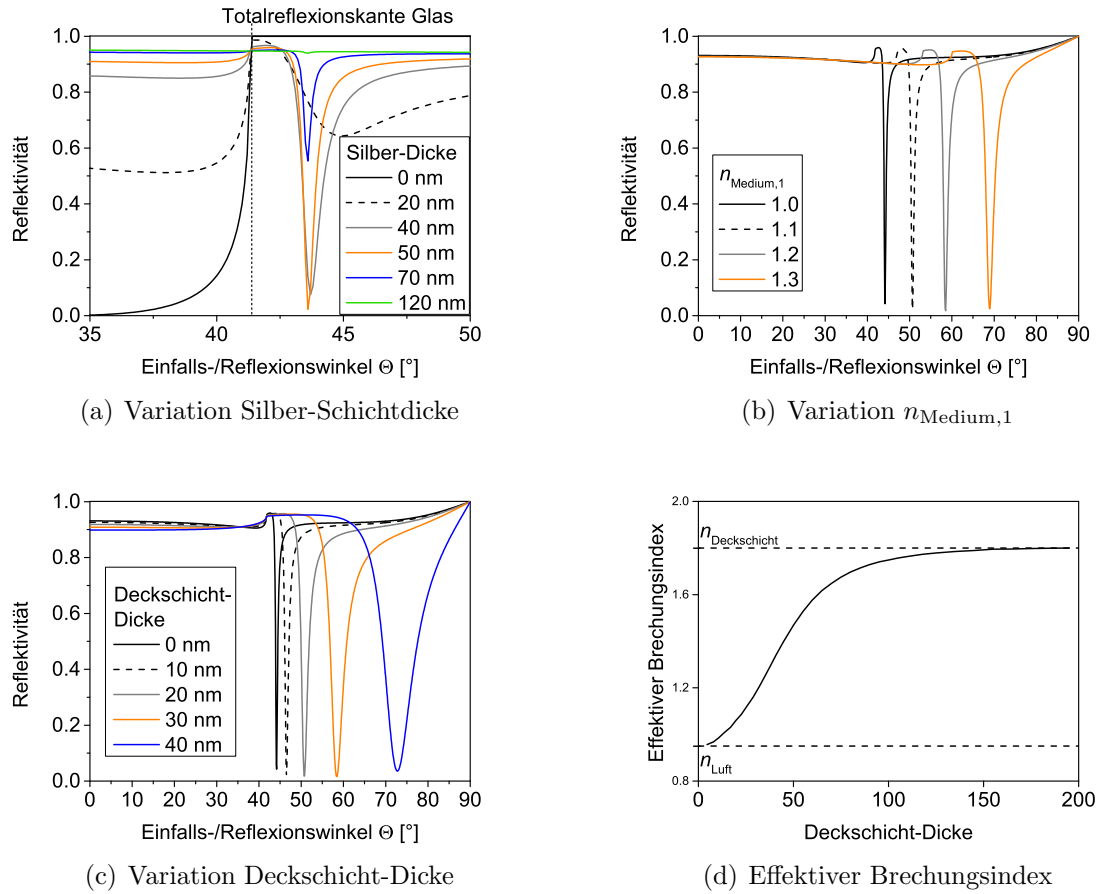 Totalreflexionskante Glas
1.0
0.8
0.6
0.4
0.2
0.0
Reflektivität
Silber-Dicke
0 nm
20 nm
40 nm
50 nm
70 nm
120 nm
35 40 45 50
Einfalls-/Reflexionswinkel Θ [°]
(a) Variation Silber-Schichtdicke
1.0
0.8
0.6
0.4
0.2
0.0
Reflektivität
nMedium,1
1.0
1.1
1.2
1.3
0 10 20 30 40 50 60 70 80 90
Einfalls-/Reflexionswinkel Θ [°]
(b) Variation nMedium,1
1.0
0.8
0.6
0.4
0.2
0.0
Reflektivität
Deckschicht-
Dicke
0 nm
10 nm
20 nm
30 nm
40 nm
0 10 20 30 40 50 60 70 80 90
Einfalls-/Reflexionswinkel Θ [°]
(c) Variation Deckschicht-Dicke
2.0
1.6
1.2
0.8
Effektiver Brechungsindex
nDeckschicht
nLuft
0 50 100 150 200
Deckschicht-Dicke
(d) Effektiver Brechungsindex